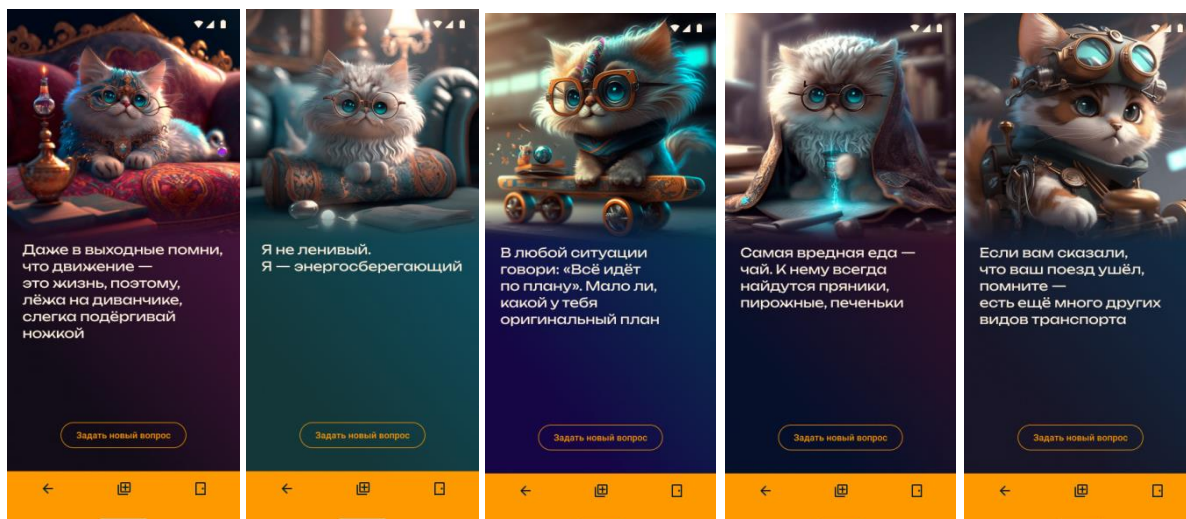 Даже в выходные помни,
что движение —
это жизнь, поэтому,
лёжа на диванчике,
слегка подёргивай
ножкой
Задать новый вопрос
Я не ленивый.
Я — энергосберегающий
Задать новый вопрос
В любой ситуации
говори: «Всё идёт
по плану». Мало ли,
какой у тебя
оригинальный план
Задать новый вопрос
Самая вредная еда —
чай. К нему всегда
найдутся пряники,
пирожные, печеньки
Задать новый вопрос
Если вам сказали,
что ваш поезд ушёл,
помните —
есть ещё много других
видов транспорта
Задать новый вопрос